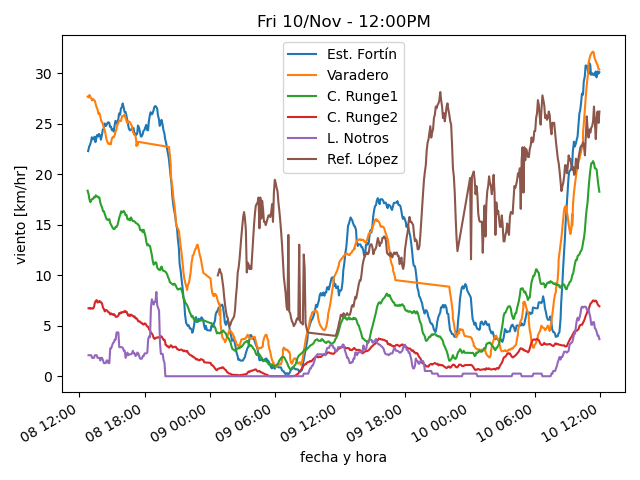 Fri 10/Nov - 12:00PM
Est. Fortín
Varadero
C. Runge1
C. Runge2
L. Notros
Ref. López
viento [km/hr]
30
25
20
15
10
5
0
08 12:00
08 18:00
09 00:00
09 06:00
09 12:00
09 18:00
10 00:00
10 06:00
10 12:00
fecha y hora